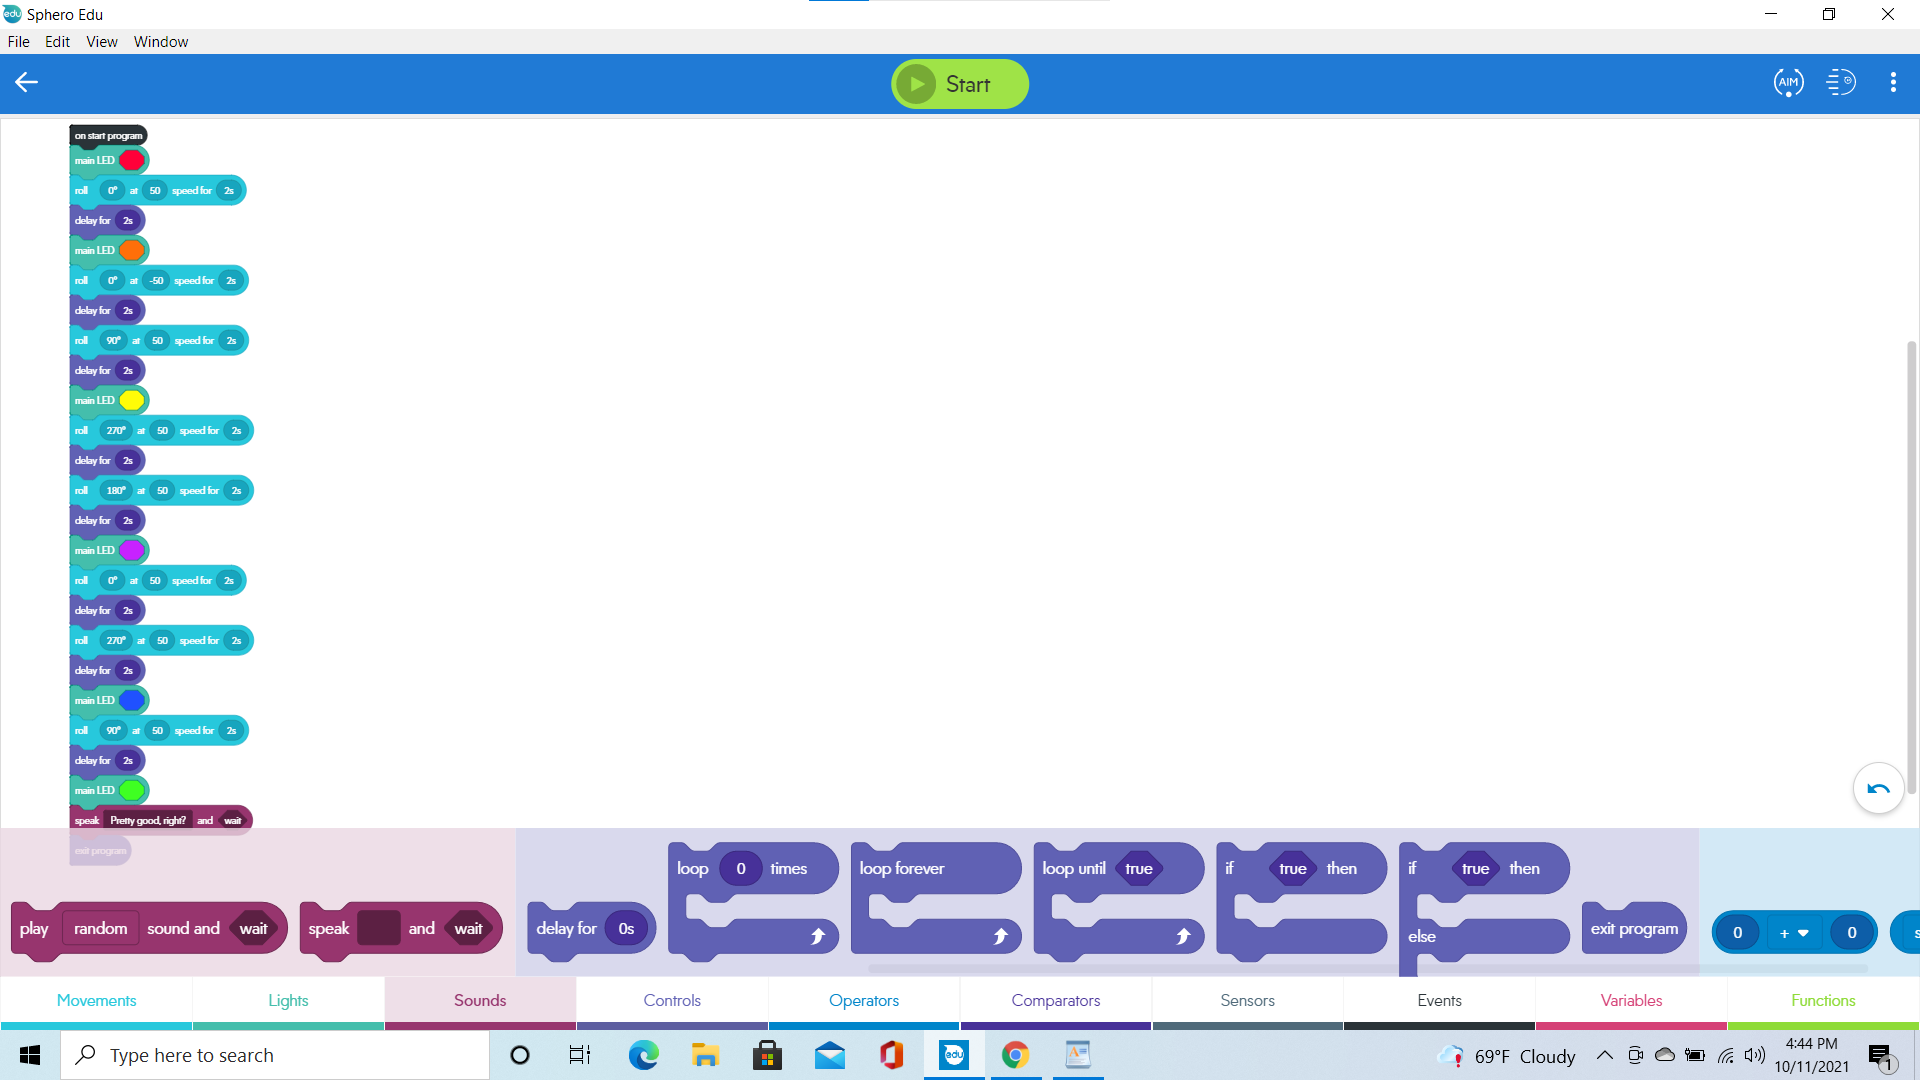 edu Sphero Edu
File Edit View Window
Start
AIM
on start program
main LED
roll 0° at 50 speed for 2s
delay for 2s
main LED
roll 0° at -50 speed for 2s
delay for 2s
roll 90° at 50 speed for 2s
delay for 2s
main LED
roll 270° at 50 speed for 2s
delay for 2s
roll 180° at 50 speed for 2s
delay for 2s
main LED
roll 0° at 50 speed for 2s
delay for 2s
roll 270° at 50 speed for 2s
delay for 2s
main LED
roll 90° at 50 speed for 2s
delay for 2s
main LED
speak Pretty good, right? and wait
exit program
play random sound and wait
speak and wait
delay for 0s
loop 0 times
loop forever
loop until true
if true then
if true then
else
exit program
0 + 0
s
Movements Lights Sounds Controls Operators Comparators Sensors Events Variables Functions
Type here to search
edu
69°F Cloudy
4:44 PM
10/11/2021
1